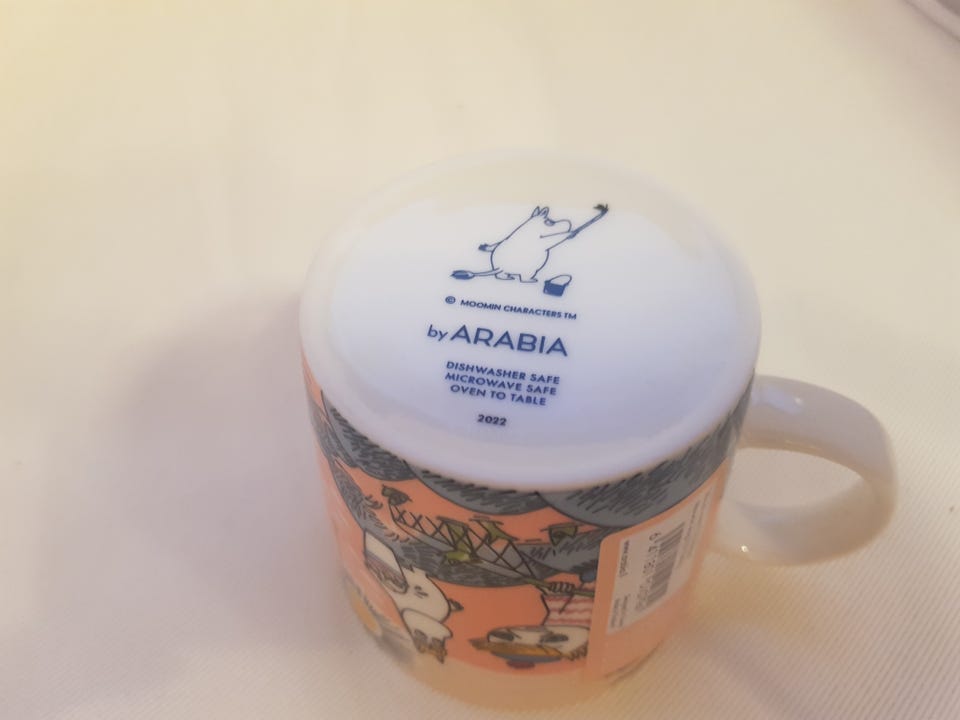 © MOOMIN CHARACTERS TM
by ARABIA
DISHWASHER SAFE
MICROWAVE SAFE
OVEN TO TABLE
2022